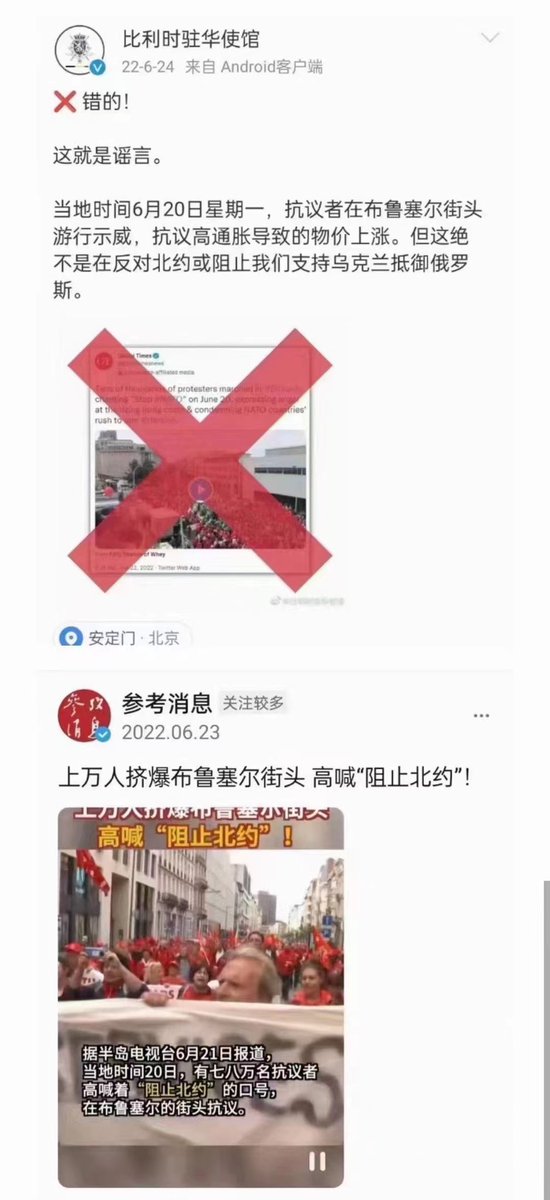 比利时驻华使馆
22-6-24 来自 Android客户端
❌ 错的！
这就是谣言。
当地时间6月20日星期一，抗议者在布鲁塞尔街头
游行示威，抗议高通胀导致的物价上涨。但这绝
不是在反对北约或阻止我们支持乌克兰抵御俄罗
斯。
Times
affiliated media
of thousands of protesters marched in
chanting "Stop NATO" on June 20, expressing anger
at the rising living costs & condemning NATO countries'
rush to
2022 · Twitter Web App
安定门 · 北京
参考消息 关注较多
2022.06.23
上万人挤爆布鲁塞尔街头 高喊“阻止北约”！
上万人挤爆布鲁塞尔街头
高喊“阻止北约”！
据半岛电视台6月21日报道，
当地时间20日，有七八万名抗议者
高喊着“阻止北约”的口号，
在布鲁塞尔的街头抗议。